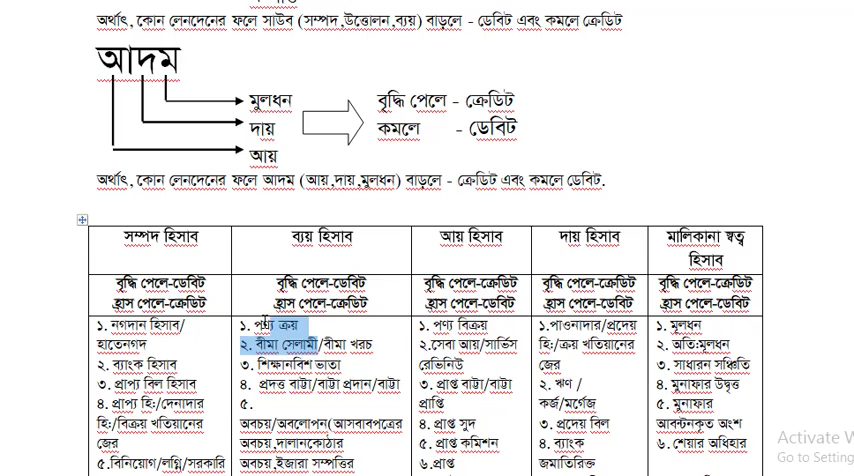 অর্থাৎ, কোন লেনদেনের ফলে সাউব (সম্পদ,উত্তোলন,ব্যয়) বাড়লে - ডেবিট এবং কমলে ক্রেডিট
আদম
মুলধন
দায়
আয়
বৃদ্ধি পেলে - ক্রেডিট
কমলে - ডেবিট
অর্থাৎ, কোন লেনদেনের ফলে আদম (আয়,দায়,মুলধন) বাড়লে - ক্রেডিট এবং কমলে ডেবিট.
সম্পদ হিসাব
বৃদ্ধি পেলে-ডেবিট
হ্রাস পেলে-ক্রেডিট
১. নগদান হিসাব/
হাতেনগদ
২. ব্যাংক হিসাব
৩. প্রাপ্য বিল হিসাব
৪. প্রাপ্য হিঃ/দেনাদার
হিঃ/বিক্রয় খতিয়ানের
জের
৫.বিনিয়োগ/লগ্নি/সরকারি
ব্যয় হিসাব
বৃদ্ধি পেলে-ডেবিট
হ্রাস পেলে-ক্রেডিট
১. পণ্য ক্রয়
২. বীমা সেলামী/বীমা খরচ
৩. শিক্ষানবিশ ভাতা
৪. প্রদত্ত বাট্টা/বাট্টা প্রদান/বাট্টা
৫.
অবচয়/অবলোপন(আসবাবপত্রের
অবচয়,দালানকোঠার
অবচয়,ইজারা সম্পত্তির
আয় হিসাব
বৃদ্ধি পেলে-ক্রেডিট
হ্রাস পেলে-ডেবিট
১. পণ্য বিক্রয়
২.সেবা আয়/সার্ভিস
রেভিনিউ
৩. প্রাপ্ত বাট্টা/বাট্টা
প্রাপ্তি
৪. প্রাপ্ত সুদ
৫. প্রাপ্ত কমিশন
৬.প্রাপ্ত
দায় হিসাব
বৃদ্ধি পেলে-ক্রেডিট
হ্রাস পেলে-ডেবিট
১.পাওনাদার/প্রদেয়
হি:/ক্রয় খতিয়ানের
জের
২. ঋণ /
কর্জ/মর্গেজ
৩. প্রদেয় বিল
৪. ব্যাংক
জমাতিরিক্ত
মালিকানা স্বত্ব
হিসাব
বৃদ্ধি পেলে-ক্রেডিট
হ্রাস পেলে-ডেবিট
১. মুলধন
২. অতি:মুলধন
৩. সাধারন সঞ্চিতি
৪. মুনাফার উদ্বৃত্ত
৫. মুনাফার
আবন্টনকৃত অংশ
৬. শেয়ার অধিহার
Activate W
Go to Setting